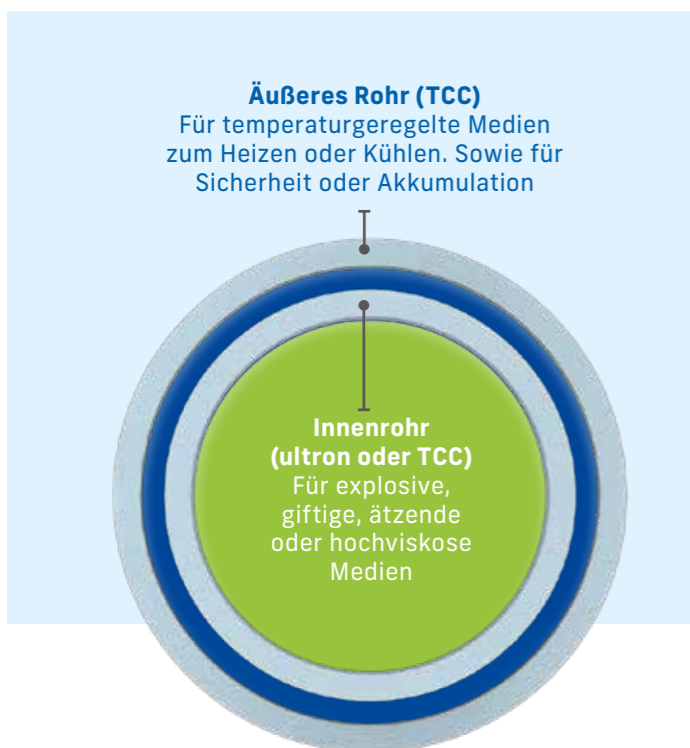 Äußeres Rohr (TCC)
Für temperaturgeregelte Medien
zum Heizen oder Kühlen. Sowie für
Sicherheit oder Akkumulation
Innenrohr
(ultron oder TCC)
Für explosive,
giftige, ätzende
oder hochviskose
Medien